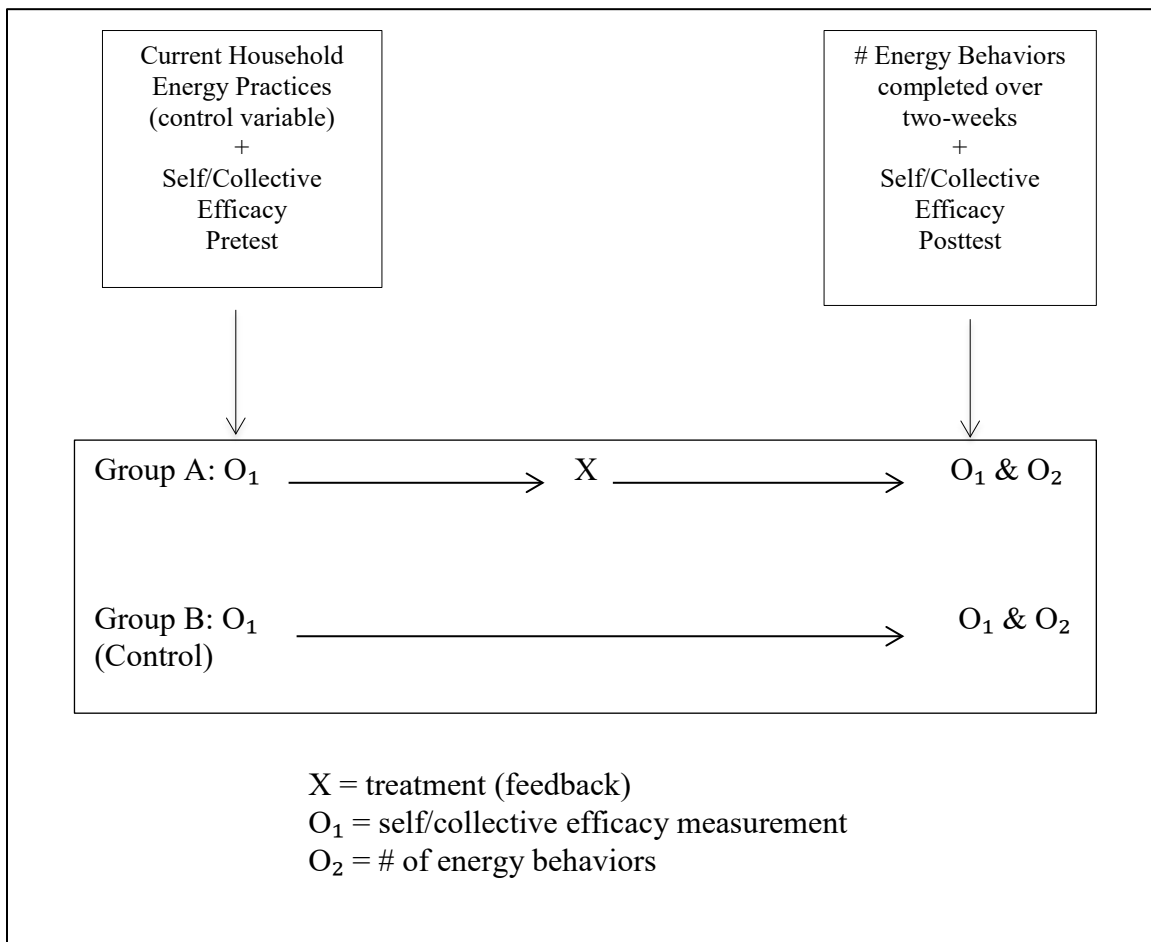 Current Household
Energy Practices
(control variable)
+
Self/Collective
Efficacy
Pretest
# Energy Behaviors
completed over
two-weeks
+
Self/Collective
Efficacy
Posttest
Group A: O₁ X O₁ & O₂
Group B: O₁ O₁ & O₂
(Control)
X = treatment (feedback)
O₁ = self/collective efficacy measurement
O₂ = # of energy behaviors